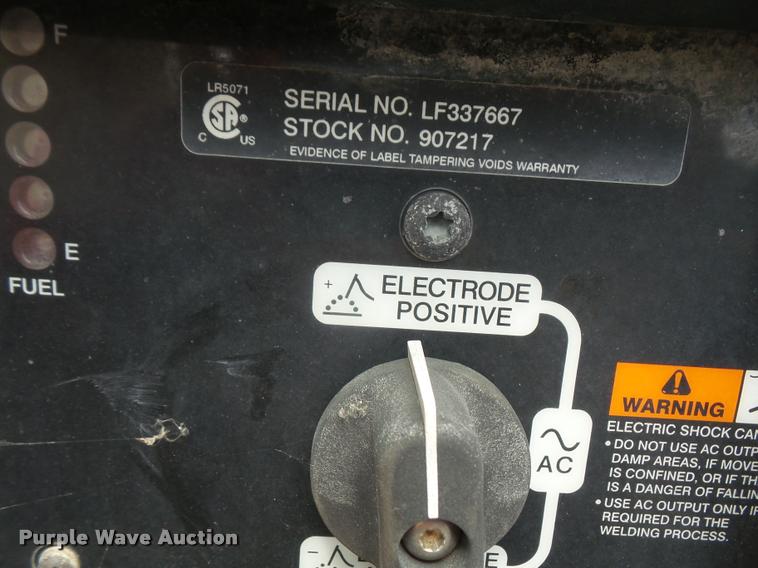 F
LR5071
SA®
C US
SERIAL NO. LF337667
STOCK NO. 907217
EVIDENCE OF LABEL TAMPERING VOIDS WARRANTY
E
FUEL
+ ELECTRODE
POSITIVE
AC
WARNING
ELECTRIC SHOCK CAN
• DO NOT USE AC OUTP
DAMP AREAS, IF MOVE
IS CONFINED, OR IF TH
IS A DANGER OF FALLIN
• USE AC OUTPUT ONLY IF
REQUIRED FOR THE
WELDING PROCESS.
− E
Purple Wave Auction